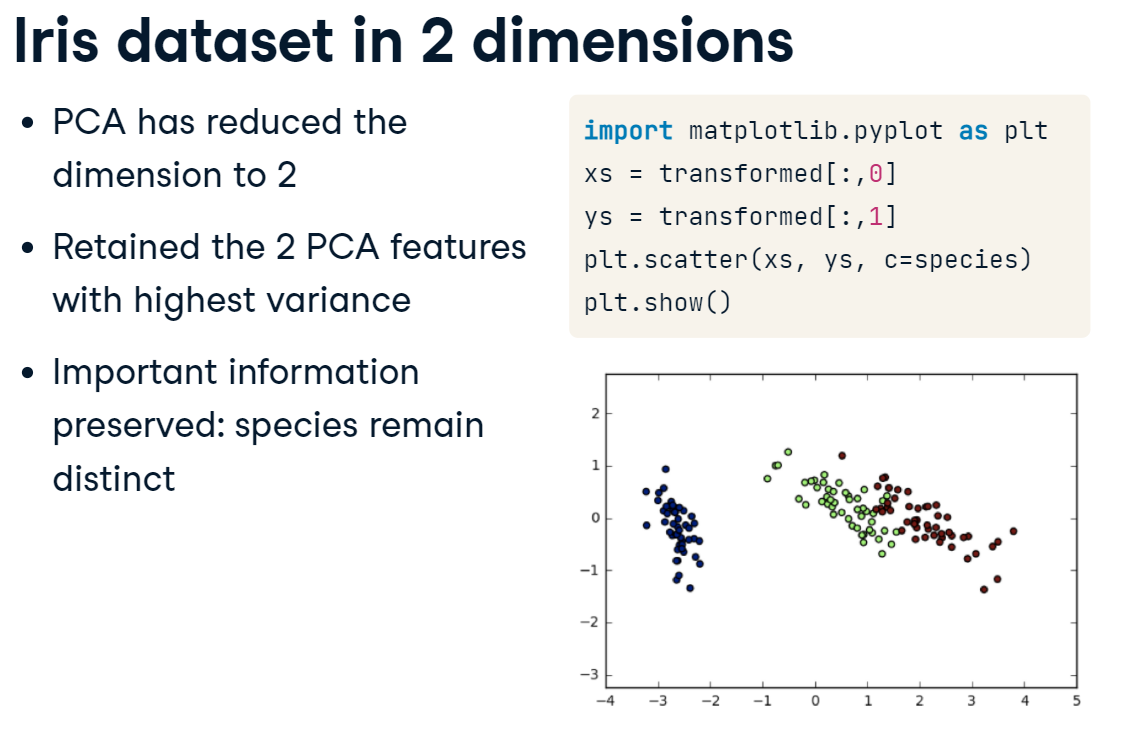 Iris dataset in 2 dimensions
• PCA has reduced the
dimension to 2
• Retained the 2 PCA features
with highest variance
• Important information
preserved: species remain
distinct
import matplotlib.pyplot as plt
xs = transformed[:,0]
ys = transformed[:,1]
plt.scatter(xs, ys, c=species)
plt.show()
2
1
0
−1
−2
−3
−4 −3 −2 −1 0 1 2 3 4 5